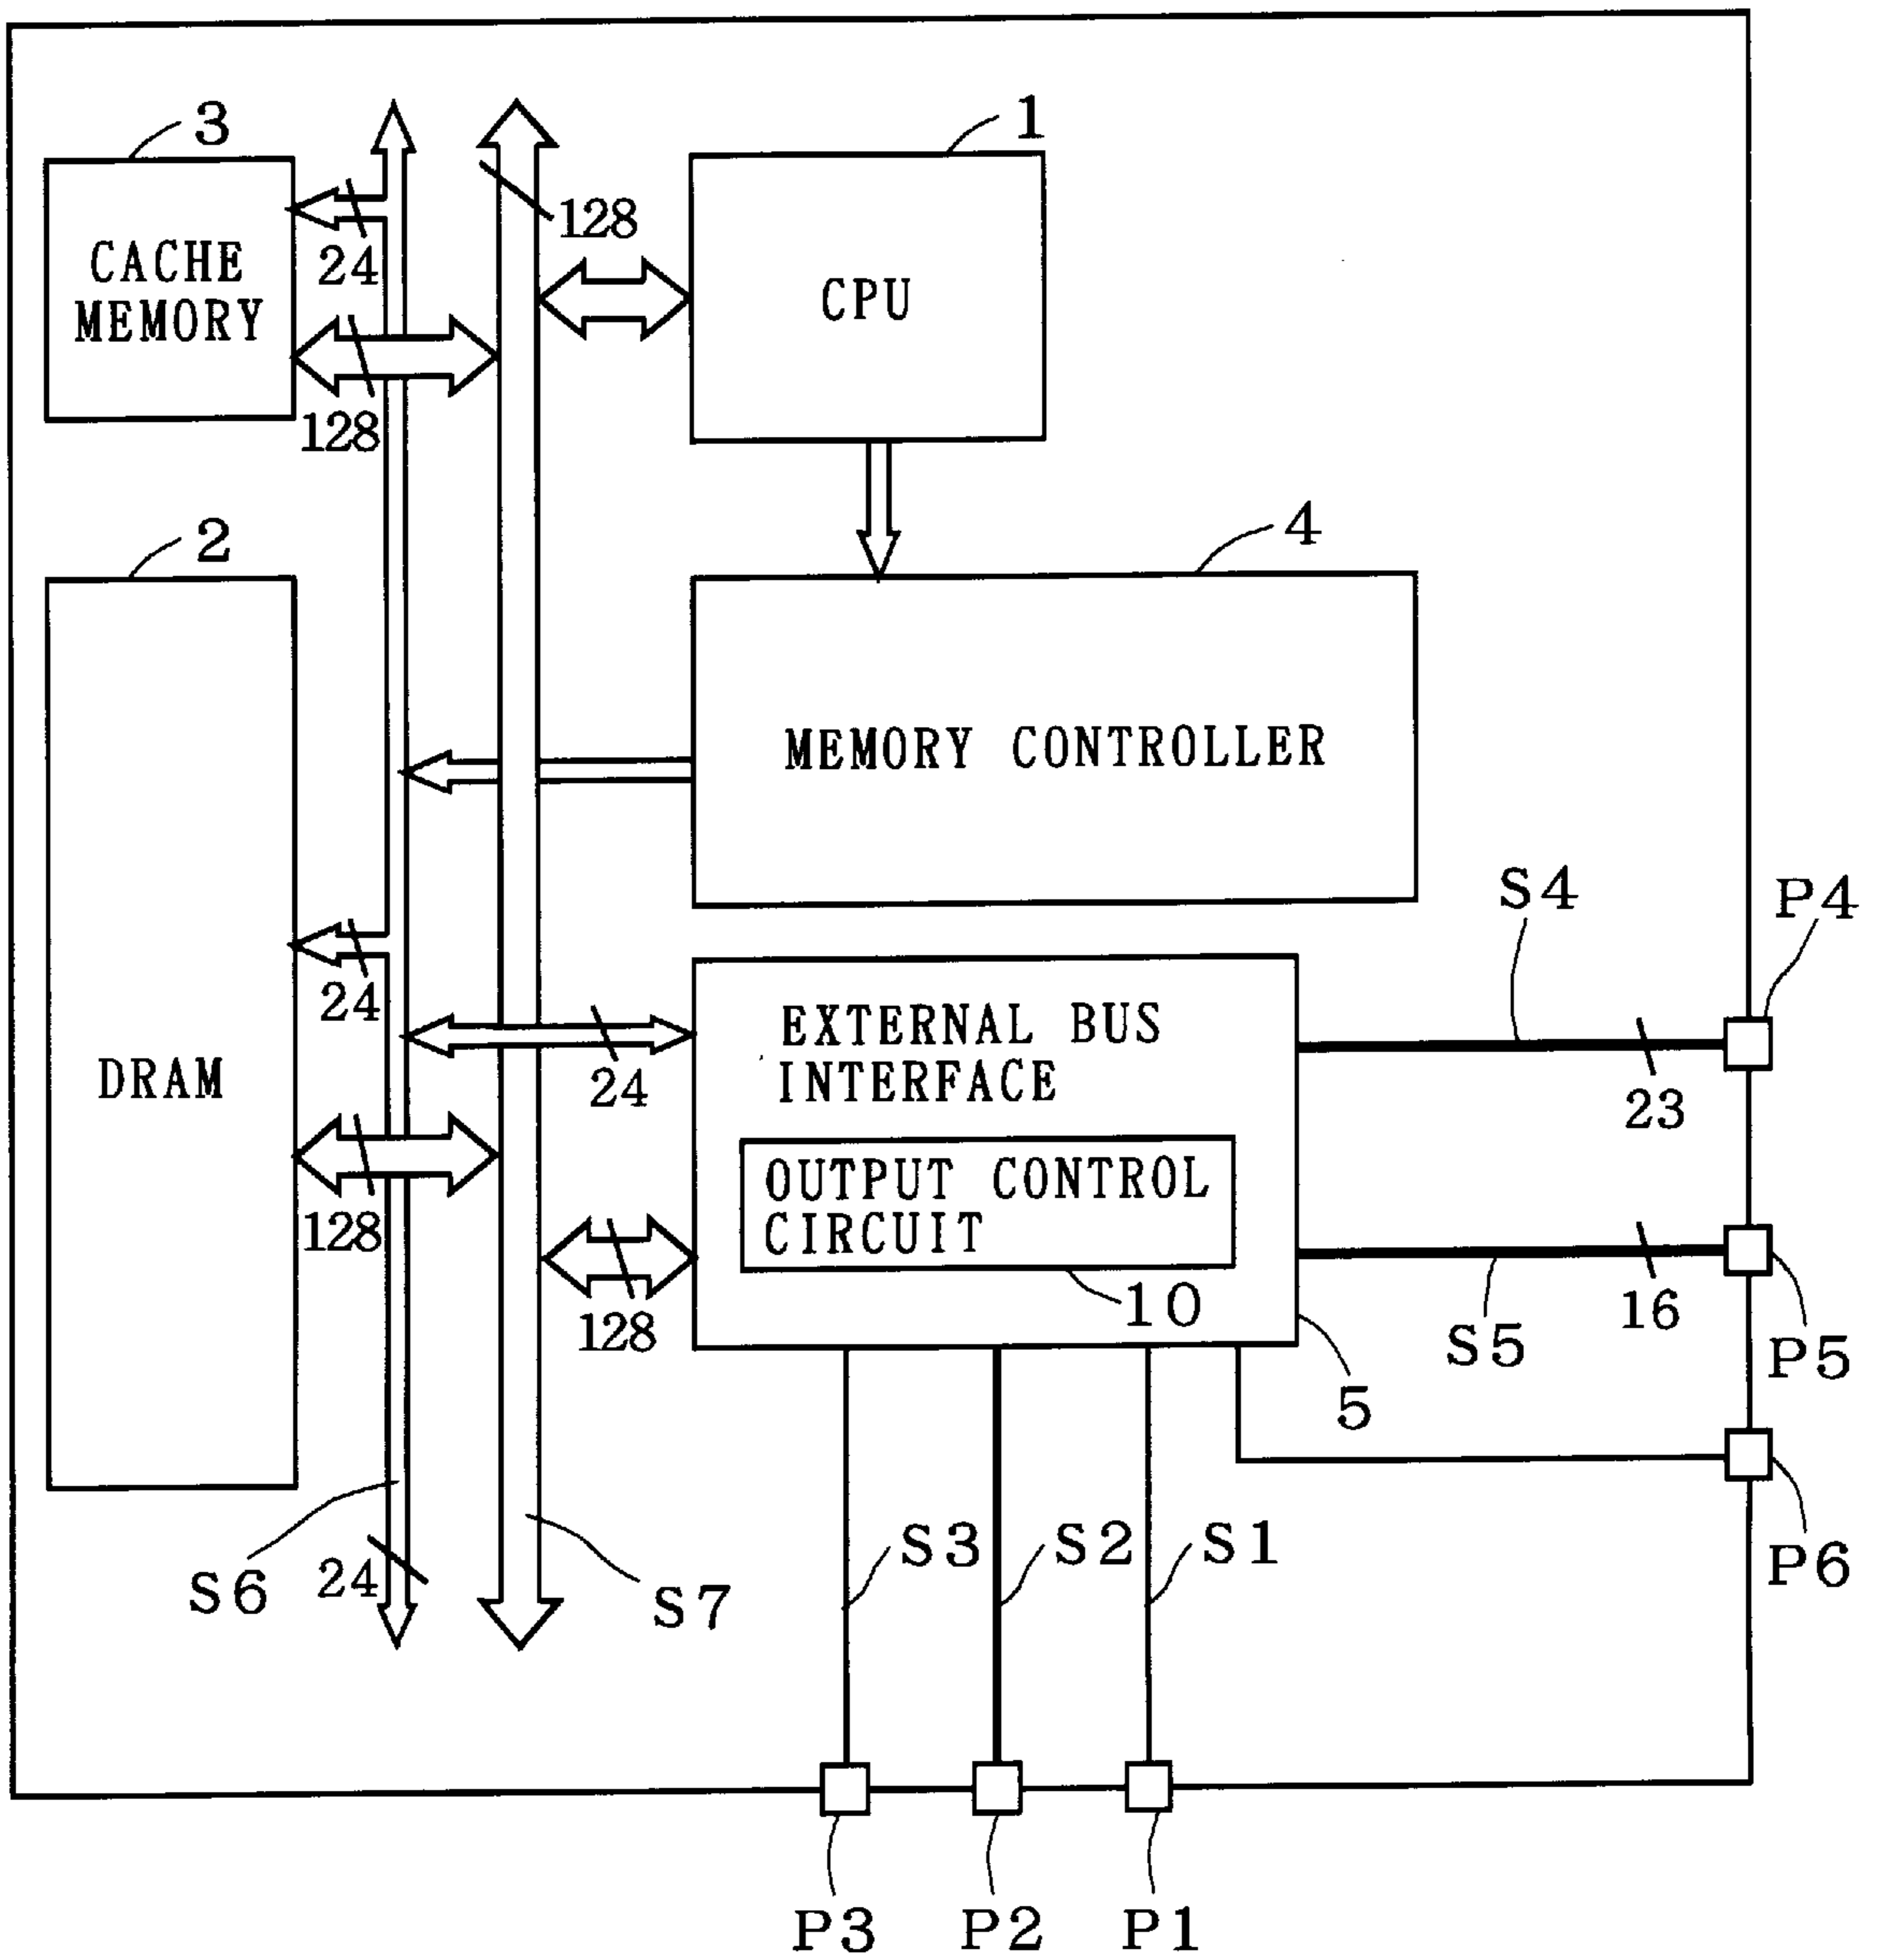 3
1
128
24
CACHE
MEMORY
CPU
128
4
2
MEMORY CONTROLLER
S4
P4
24
EXTERNAL BUS
INTERFACE
24
23
DRAM
OUTPUT CONTROL
CIRCUIT
128
10
16
128
S5
P5
5
S3
S2
S1
P6
S6
24
S7
P3
P2
P1